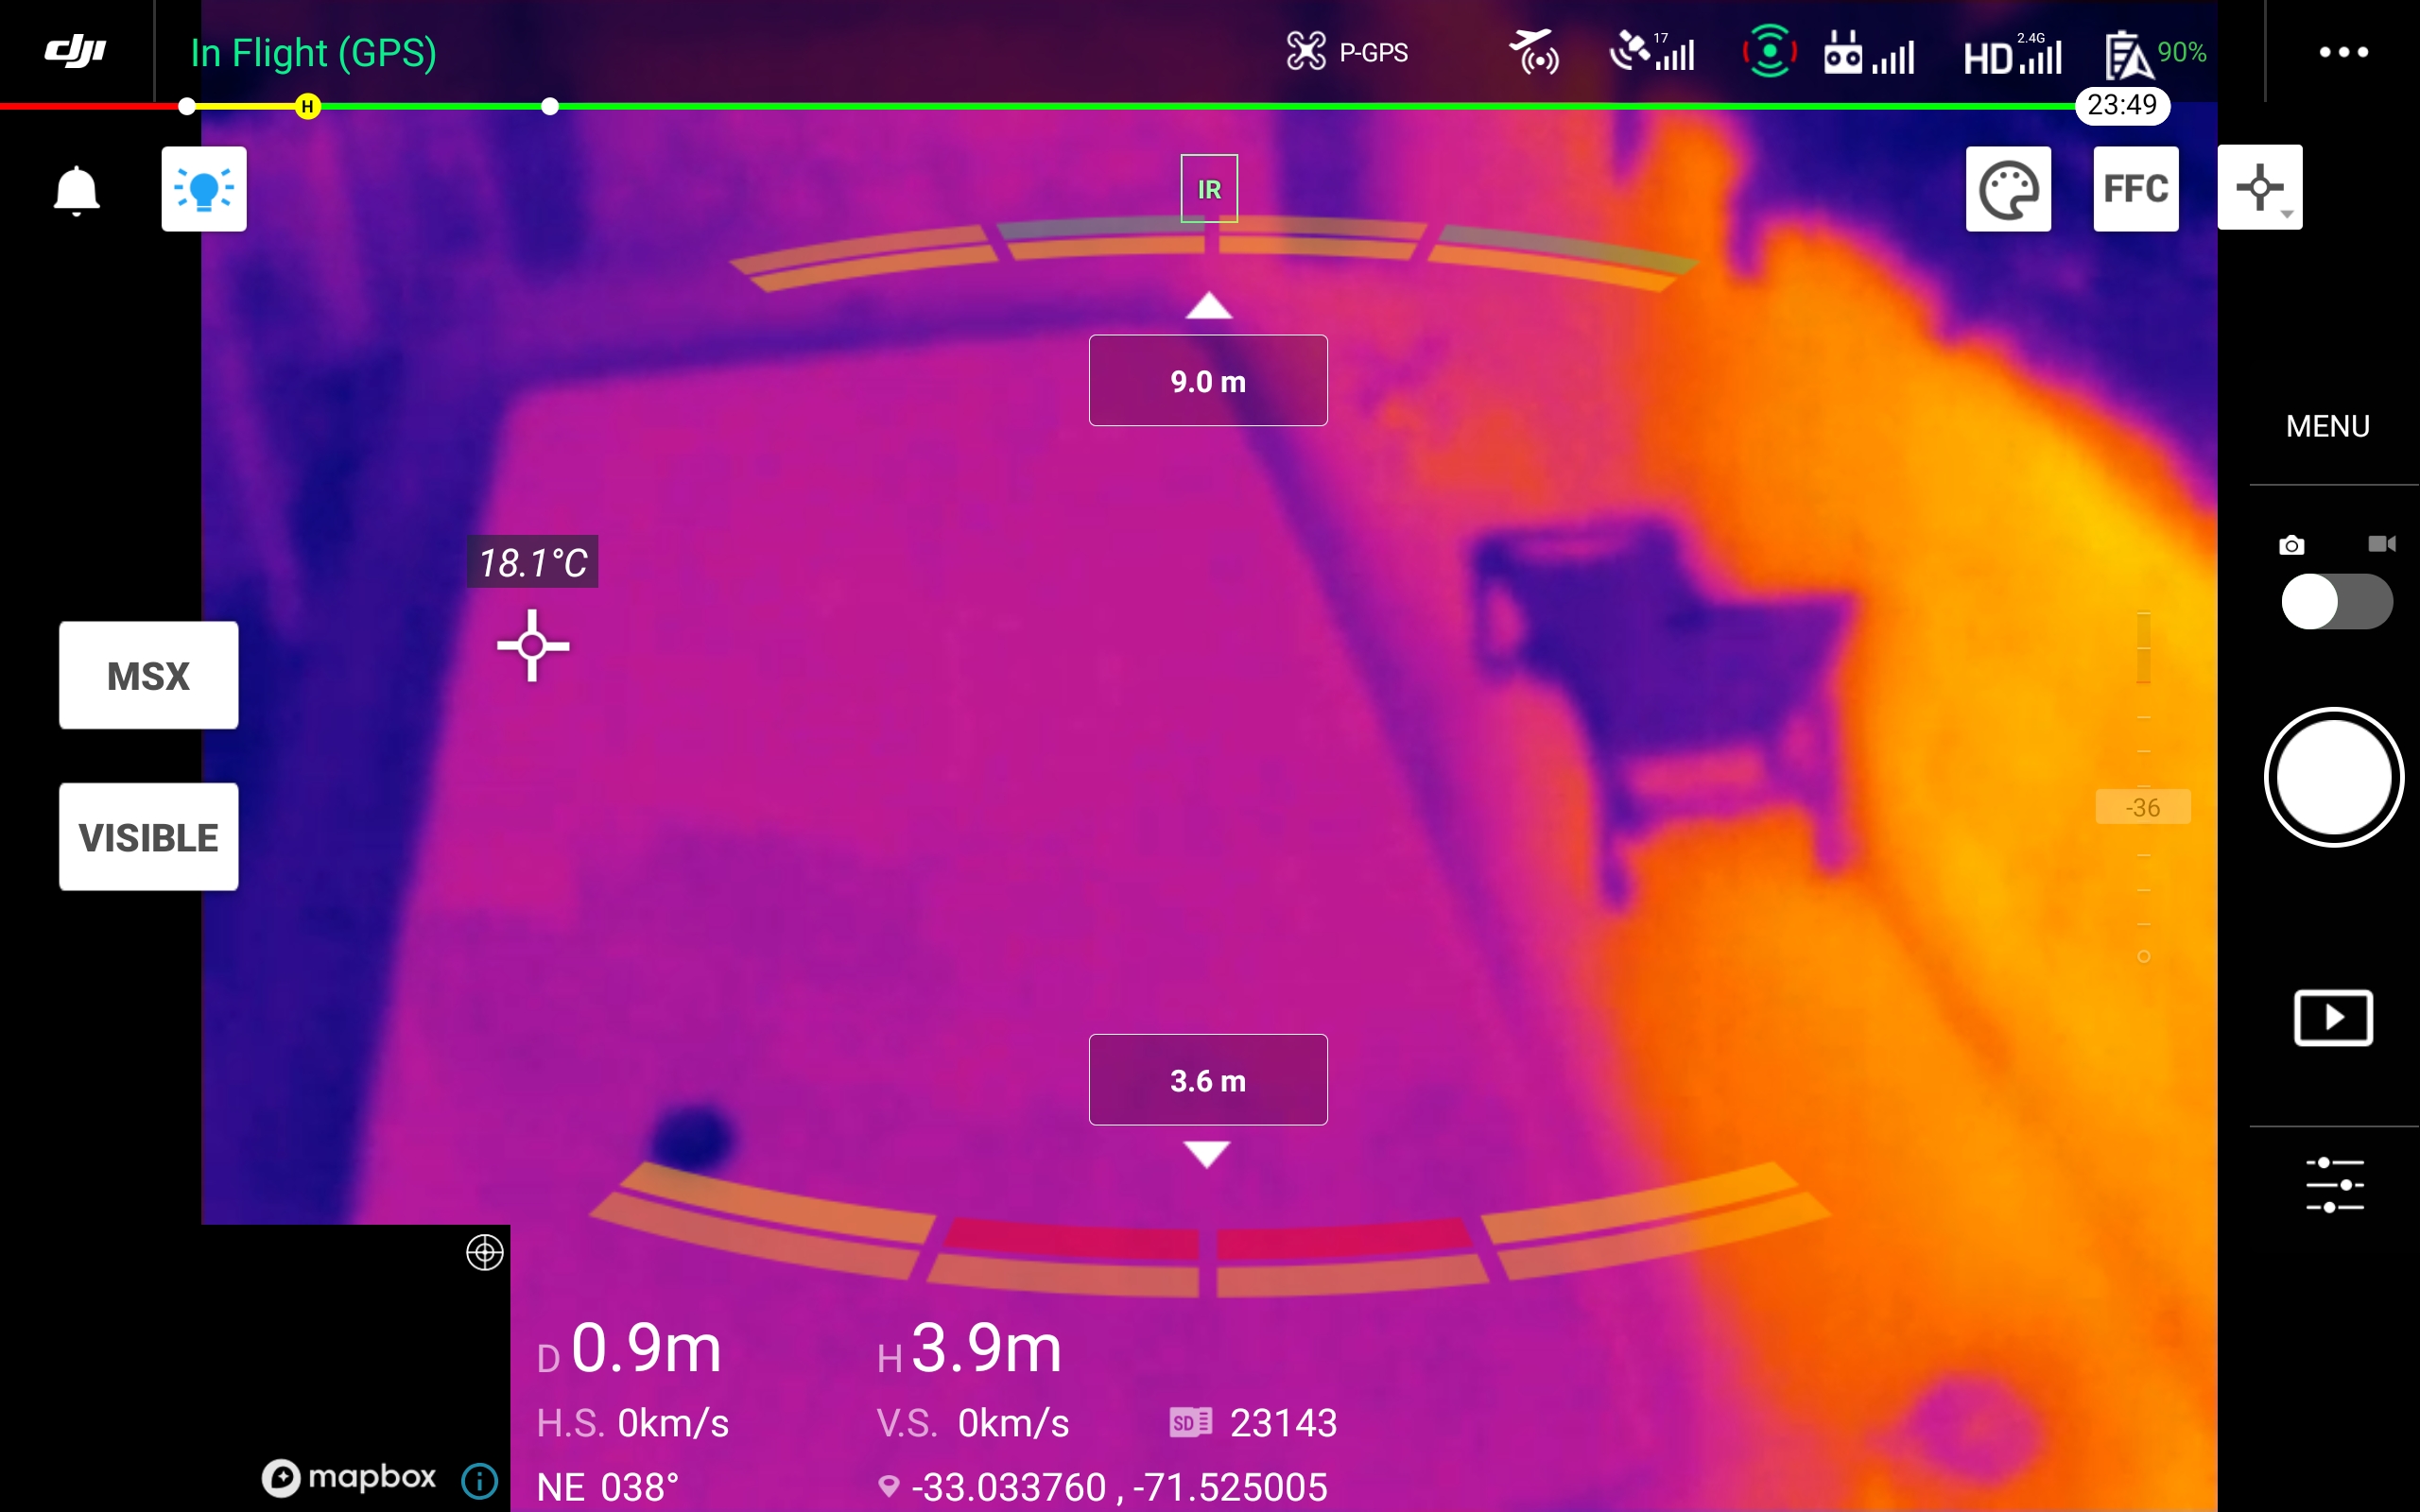 dji
In Flight (GPS)
P-GPS
17
HD 2.4G
90%
H
23:49
IR
FFC
9.0 m
MENU
18.1°C
MSX
VISIBLE
-36
3.6 m
D 0.9m H 3.9m
H.S. 0km/s V.S. 0km/s SD 23143
NE 038° -33.033760 , -71.525005
mapbox i